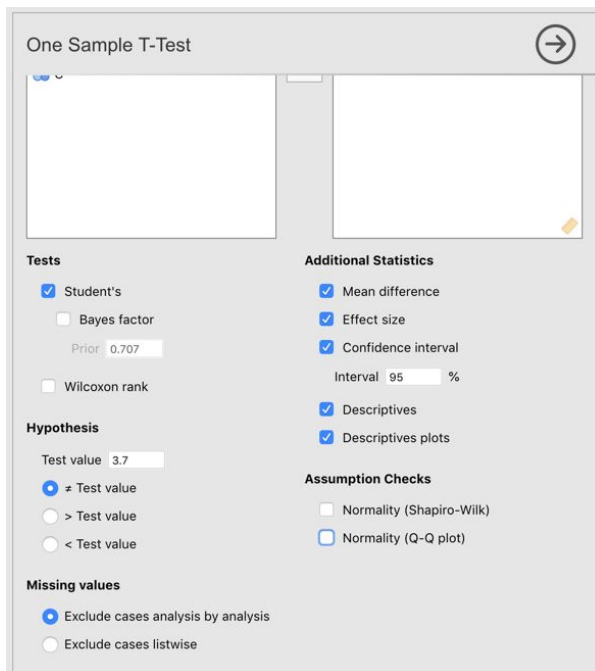 One Sample T-Test
Tests
Student's
Bayes factor
Prior 0.707
Wilcoxon rank
Hypothesis
Test value 3.7
≠ Test value
> Test value
< Test value
Missing values
Exclude cases analysis by analysis
Exclude cases listwise
Additional Statistics
Mean difference
Effect size
Confidence interval
Interval 95 %
Descriptives
Descriptives plots
Assumption Checks
Normality (Shapiro-Wilk)
Normality (Q-Q plot)